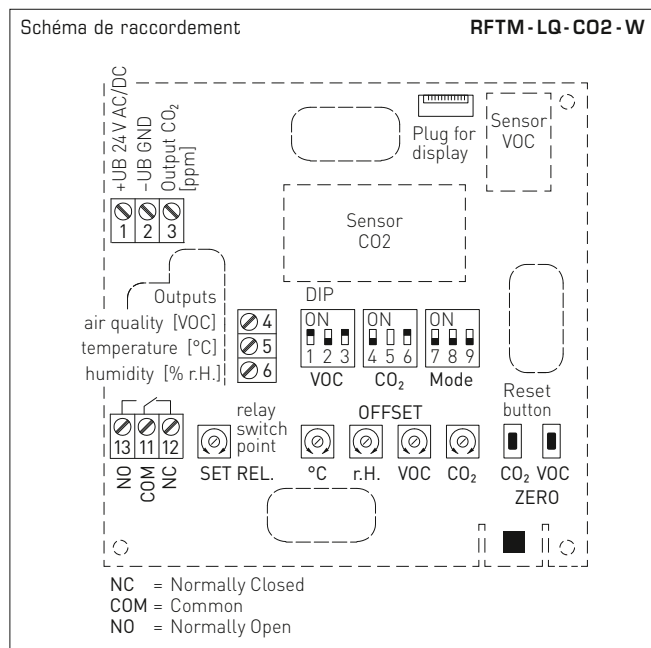 Schéma de raccordement RFTM-LQ-CO2-W
+UB 24V AC/DC
–UB GND
Output CO₂
[ppm]
Plug for
display
Sensor
VOC
1 2 3
Sensor
CO2
Outputs
air quality [VOC] 4
temperature [°C] 5
humidity [% r.H.] 6
DIP
ON ON ON
1 2 3 4 5 6 7 8 9
VOC CO₂ Mode
13 11 12
NO
COM
NC
relay
switch
point
SET REL.
OFFSET
°C r.H. VOC CO₂
Reset
button
CO₂ VOC
ZERO
NC = Normally Closed
COM = Common
NO = Normally Open